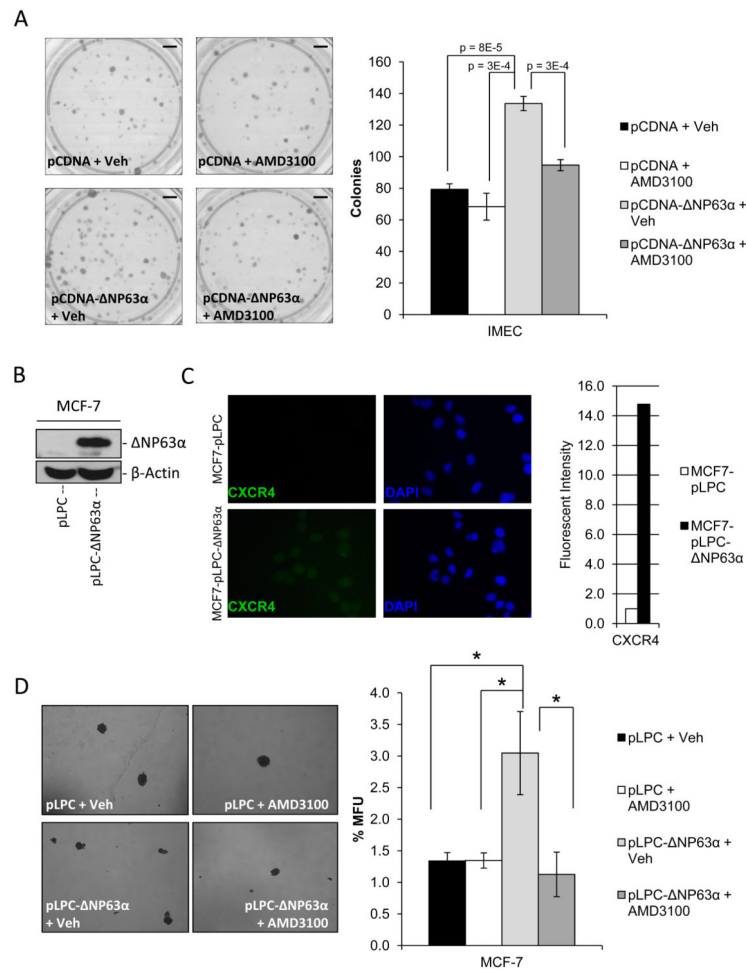 A
pCDNA + Veh
pCDNA + AMD3100
pCDNA-ΔNP63α
+ Veh
pCDNA-ΔNP63α
+ AMD3100
p = 8E-5
p = 3E-4
p = 3E-4
160
140
120
100
80
60
40
20
0
Colonies
IMEC
pCDNA + Veh
pCDNA +
AMD3100
pCDNA-ΔNP63α +
Veh
pCDNA-ΔNP63α +
AMD3100
B
MCF-7
ΔNP63α
β-Actin
pLPC
pLPC-ΔNP63α
C
MCF7-pLPC
CXCR4
DAPI
MCF7-pLPC-ΔNP63α
CXCR4
DAPI
16.0
14.0
12.0
10.0
8.0
6.0
4.0
2.0
0.0
Fluorescent Intensity
CXCR4
MCF7-
pLPC
MCF7-
pLPC-
ΔNP63α
D
pLPC + Veh
pLPC + AMD3100
pLPC-ΔNP63α
+ Veh
pLPC-ΔNP63α
+ AMD3100
*
*
*
4.0
3.5
3.0
2.5
2.0
1.5
1.0
0.5
0.0
% MFU
MCF-7
pLPC + Veh
pLPC +
AMD3100
pLPC-ΔNP63α +
Veh
pLPC-ΔNP63α +
AMD3100